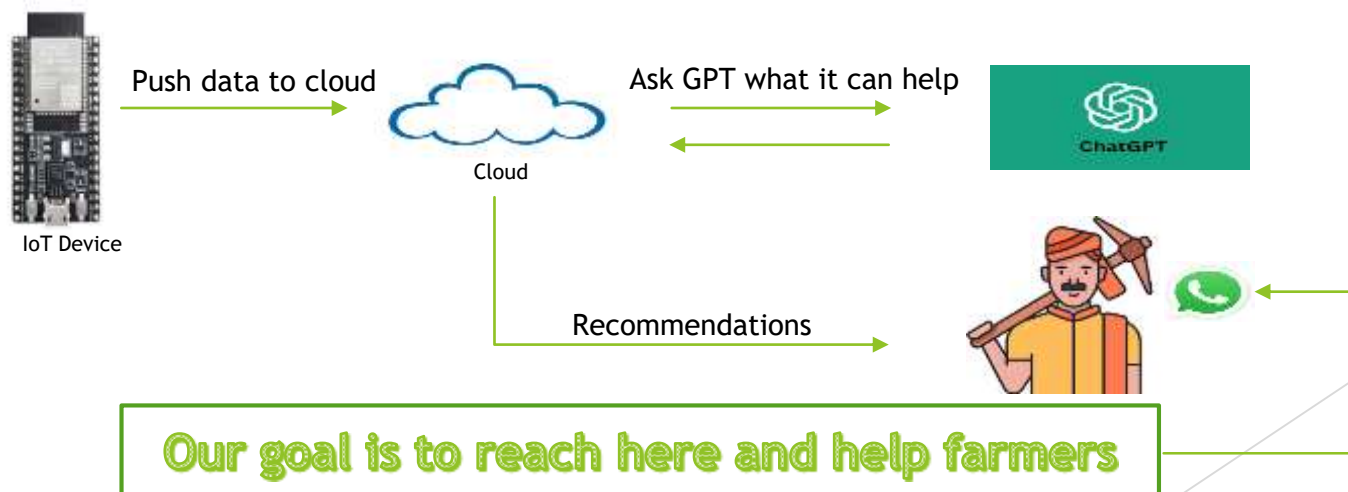 Push data to cloud
Ask GPT what it can help
ChatGPT
Cloud
IoT Device
Recommendations
Our goal is to reach here and help farmers